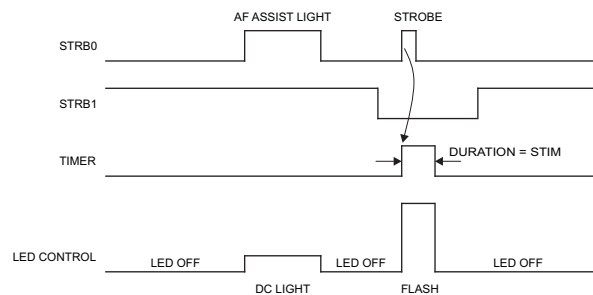 AF ASSIST LIGHT STROBE
STRB0
STRB1
TIMER DURATION = STIM
LED CONTROL LED OFF LED OFF LED OFF
DC LIGHT FLASH